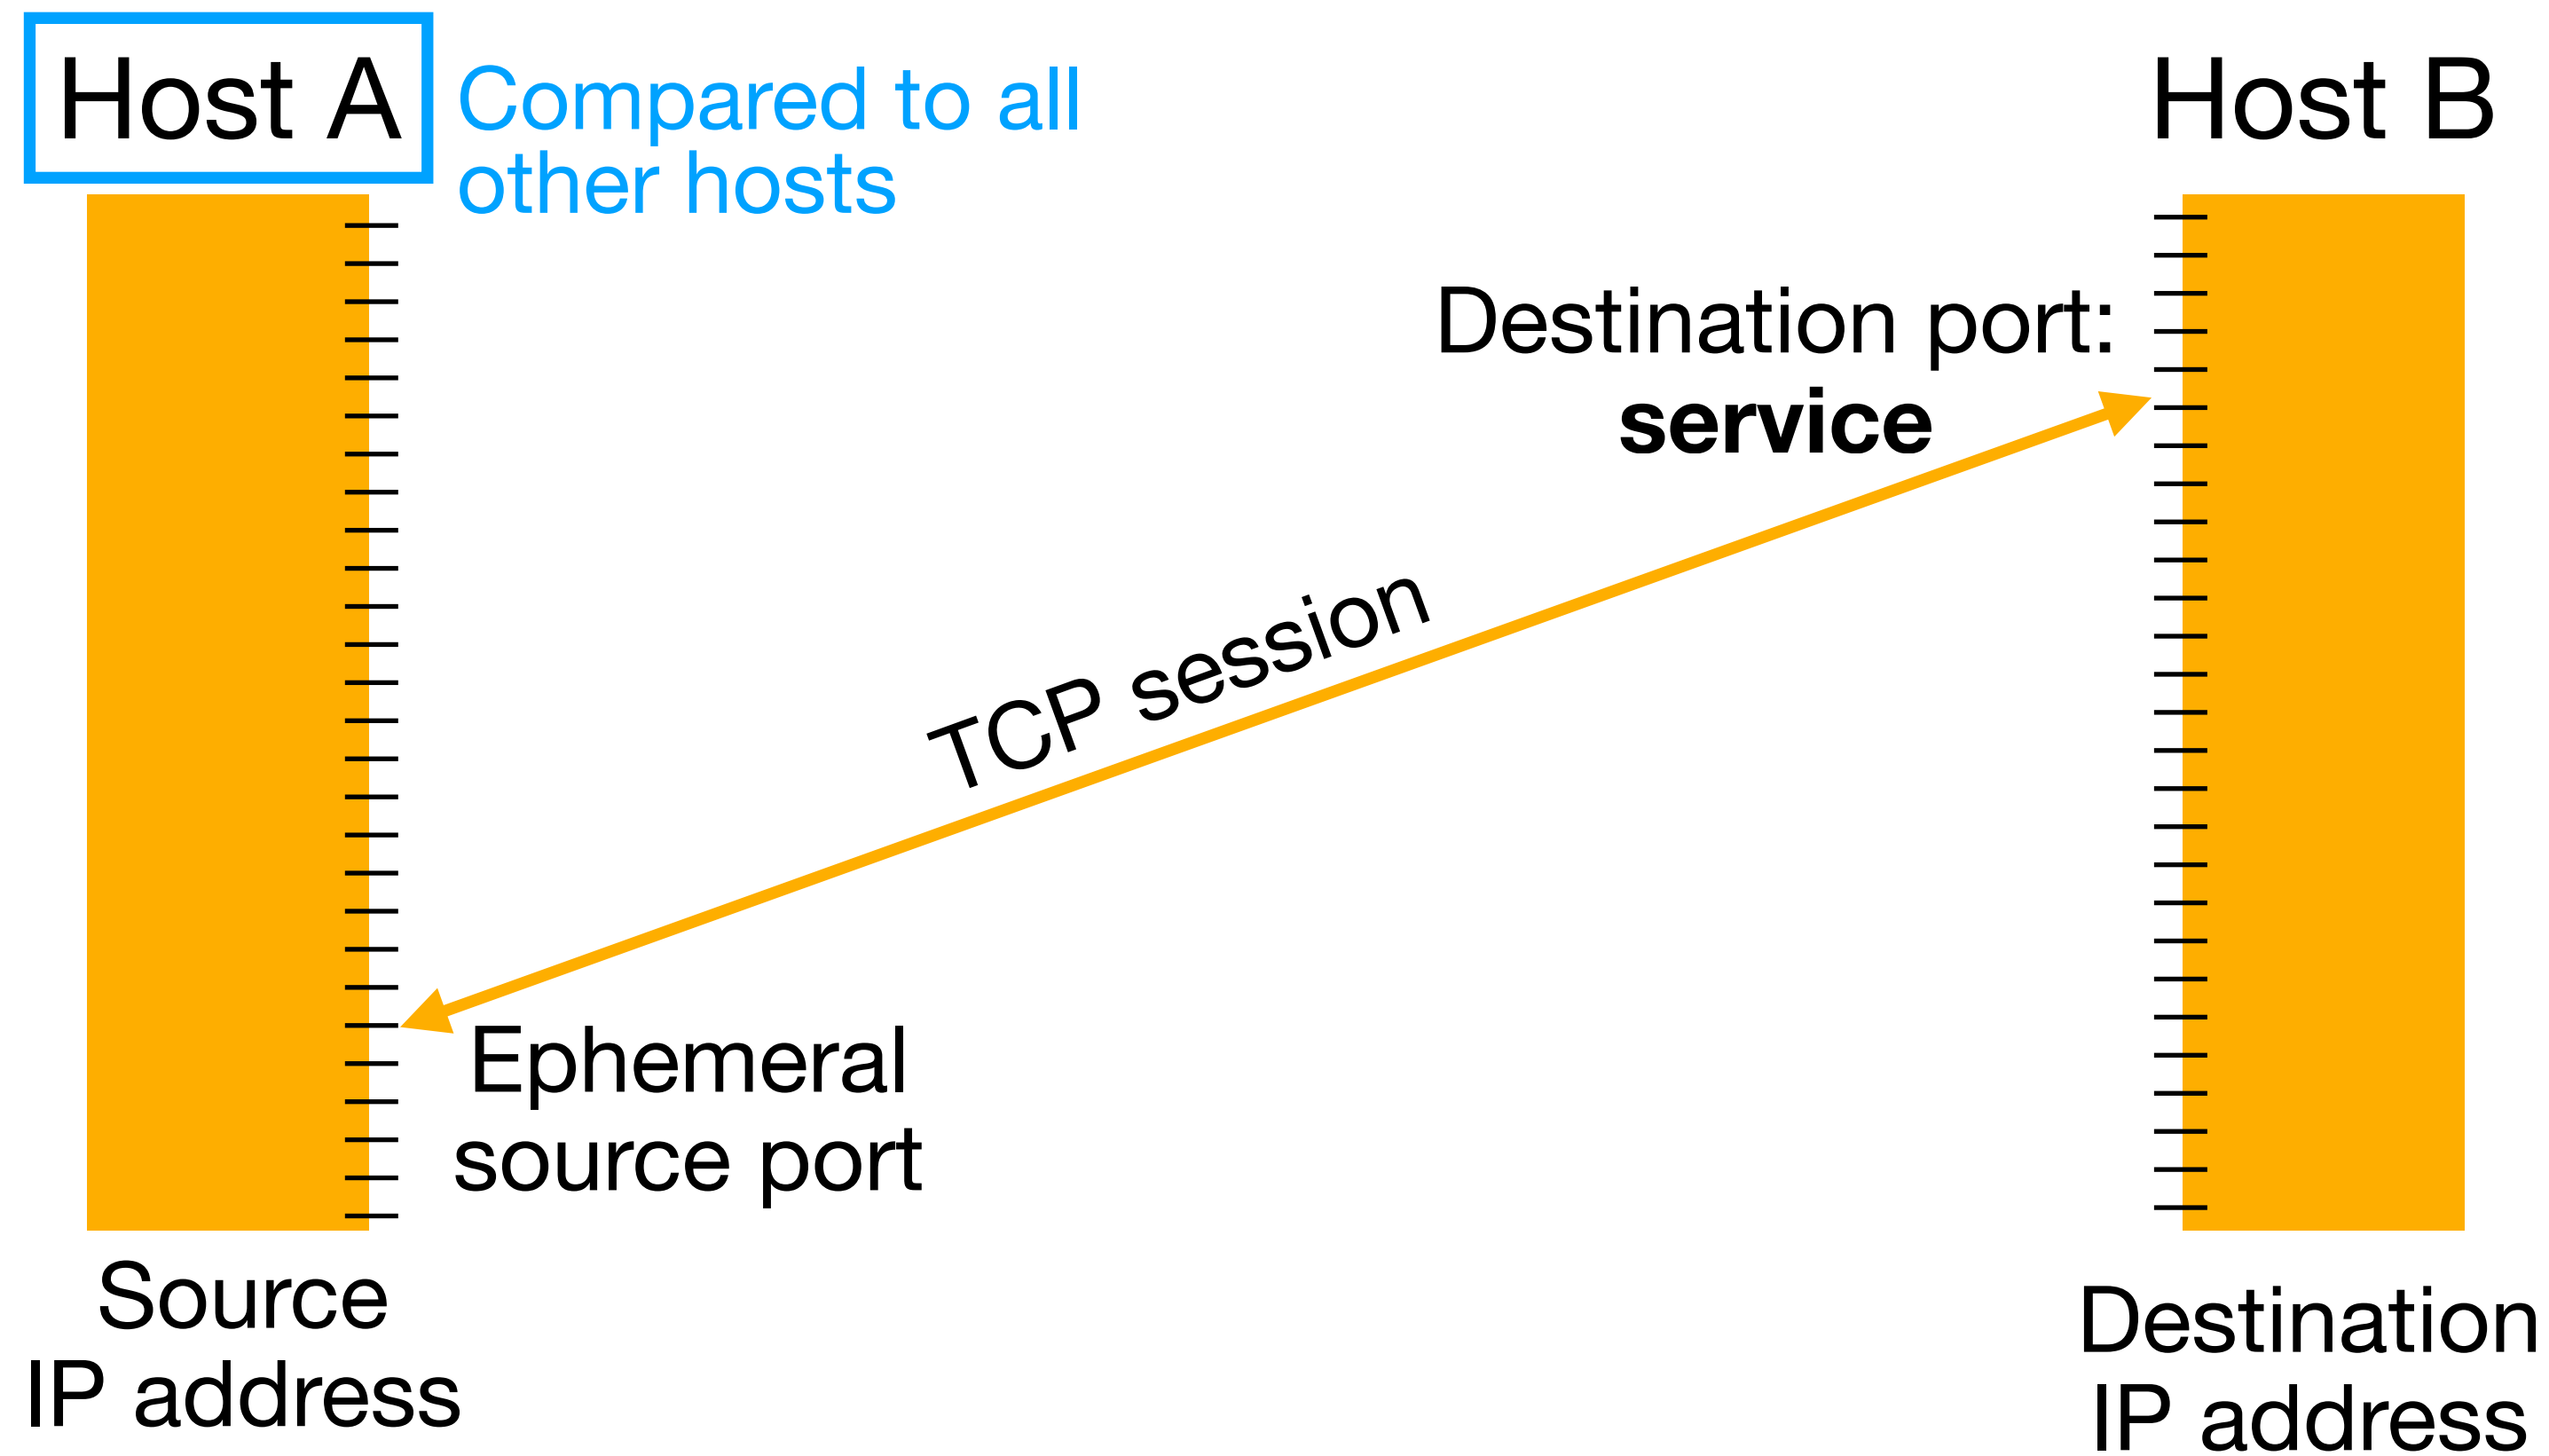 Host A
Compared to all
other hosts
Host B
Destination port:
service
TCP session
Ephemeral
source port
Source
IP address
Destination
IP address